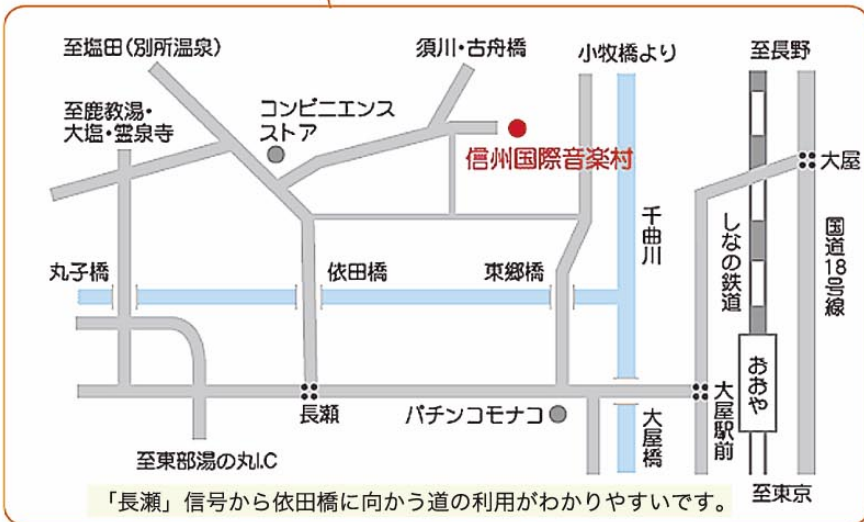 至塩田(別所温泉)
須川・古舟橋
小牧橋より
至長野
至鹿教湯・
大塩・霊泉寺
コンビニエンス
ストア
信州国際音楽村
大屋
千曲川
しなの鉄道
国道18号線
丸子橋
依田橋
東郷橋
おおや
長瀬
パチンコモナコ
大屋橋
大屋駅前
至東部湯の丸I.C
至東京
「長瀬」信号から依田橋に向かう道の利用がわかりやすいです。